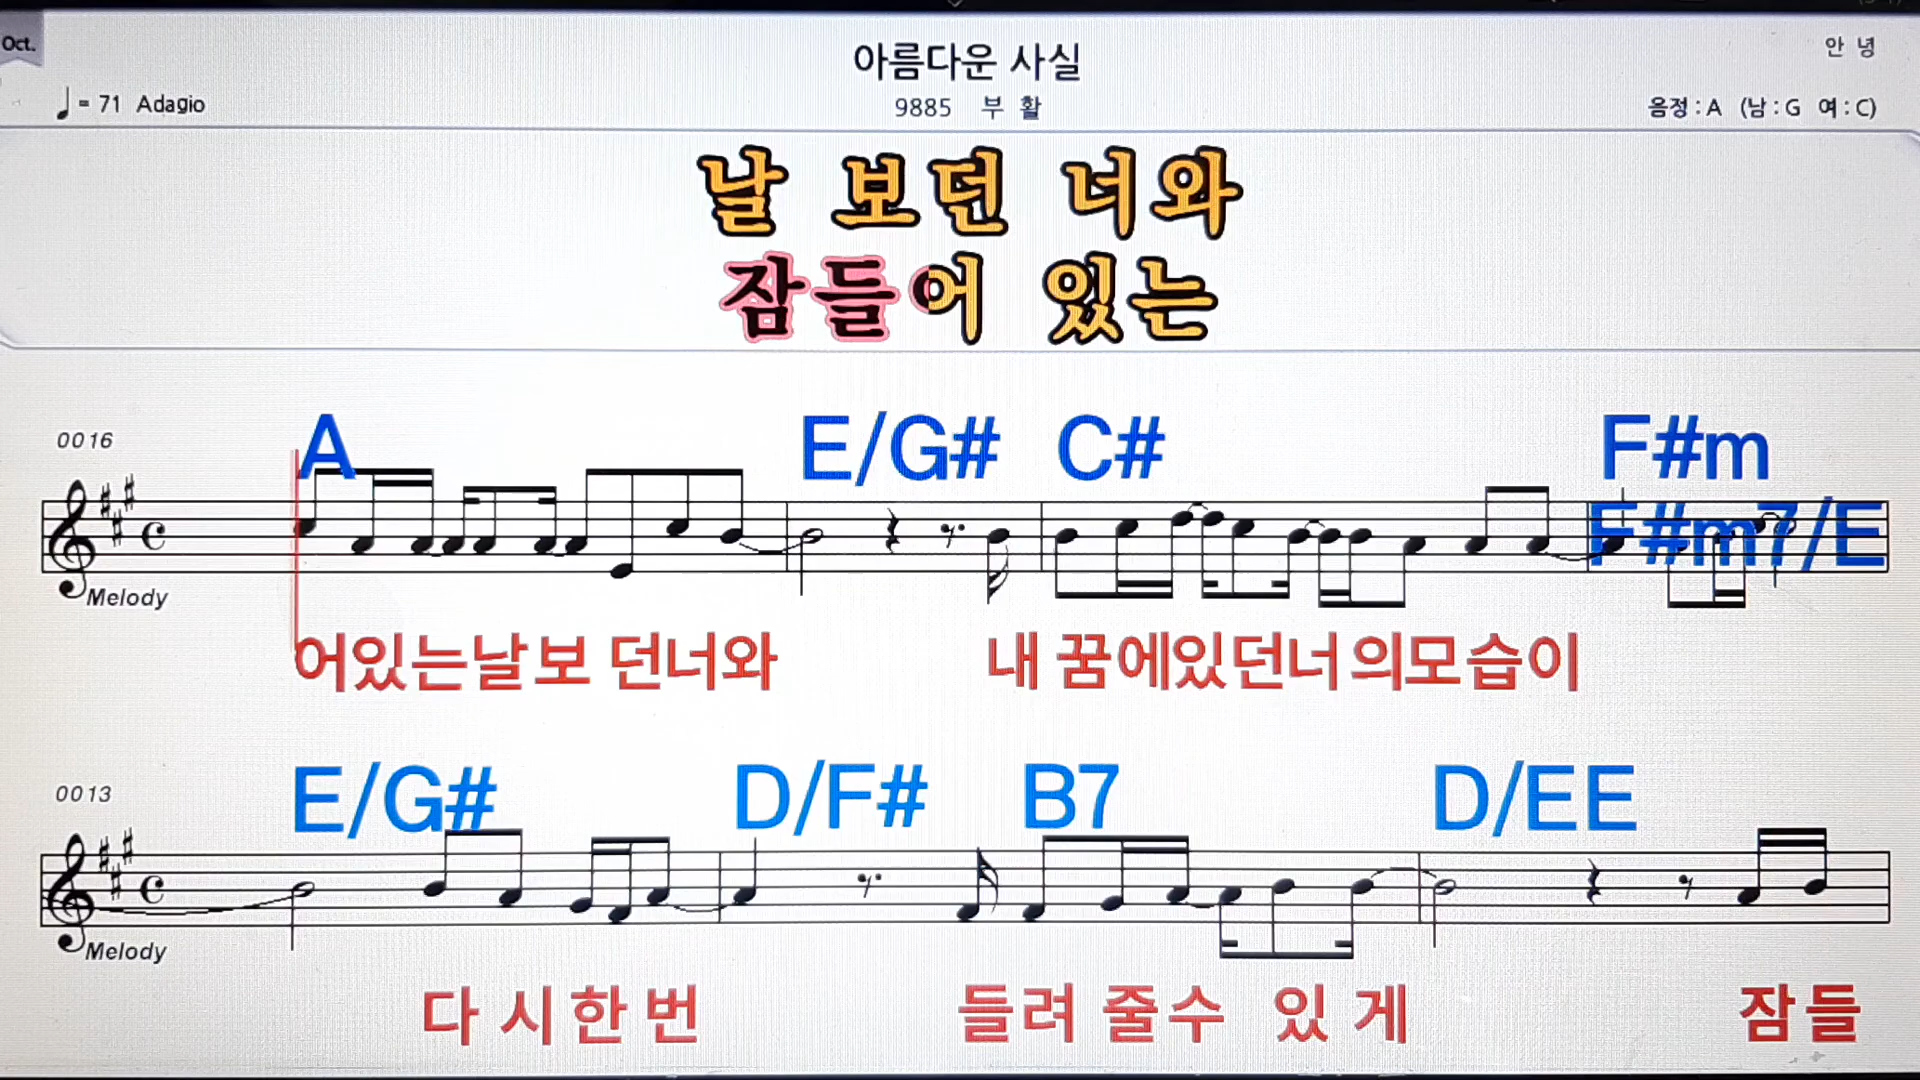 Oct.
아름다운 사실
안 녕
♩= 71 Adagio
9885 부 활
음정 : A (남 : G 여 : C)
날 보던 너와
잠들어 있는
0016
A E/G# C# F#m
F#m7/E
Melody
어있는날보 던너와 내 꿈에있던너의모습이
0013
E/G# D/F# B7 D/EE
Melody
다 시한 번 들려 줄수 있 게 잠들